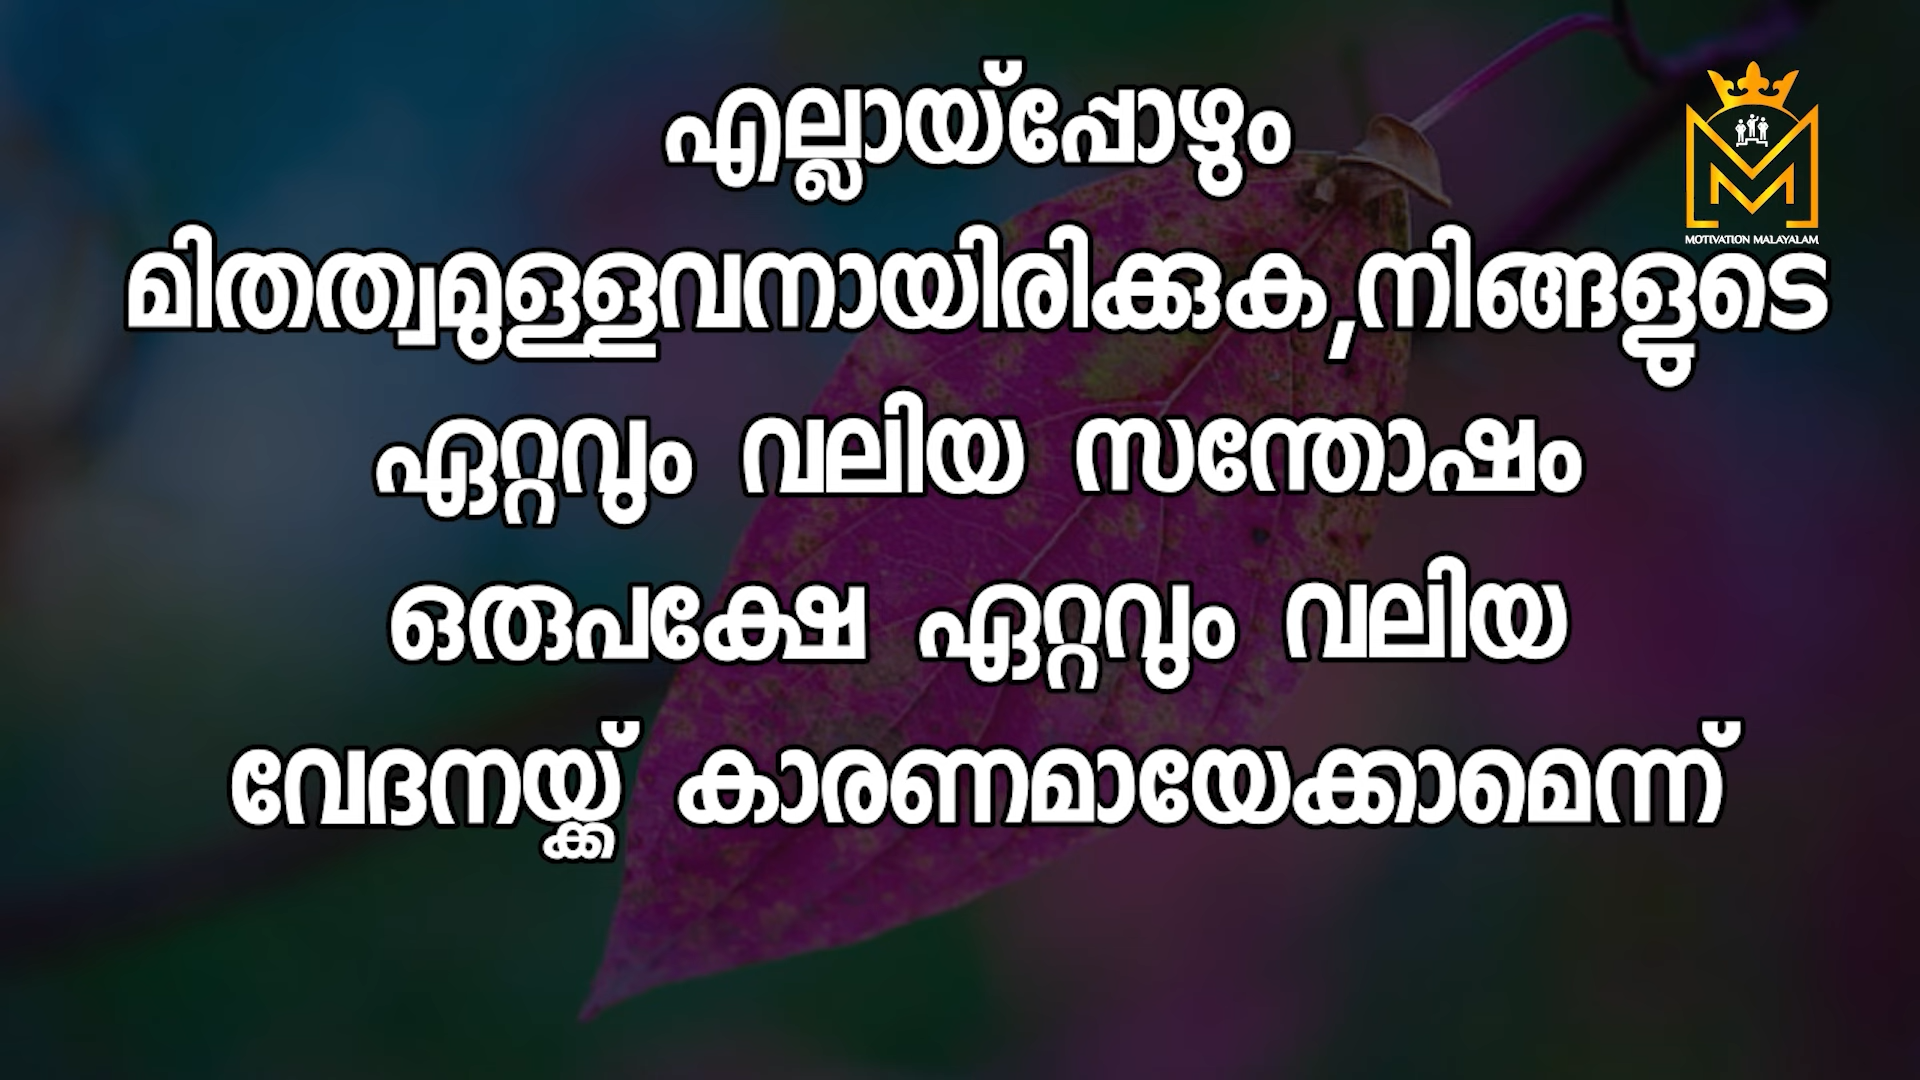 എല്ലായ്പ്പോഴും
മിതത്വമുള്ളവനായിരിക്കുക,നിങ്ങളുടെ
ഏറ്റവും വലിയ സന്തോഷം
ഒരുപക്ഷേ ഏറ്റവും വലിയ
വേദനയ്ക്ക് കാരണമായേക്കാമെന്ന്
MOTIVATION MALAYALAM